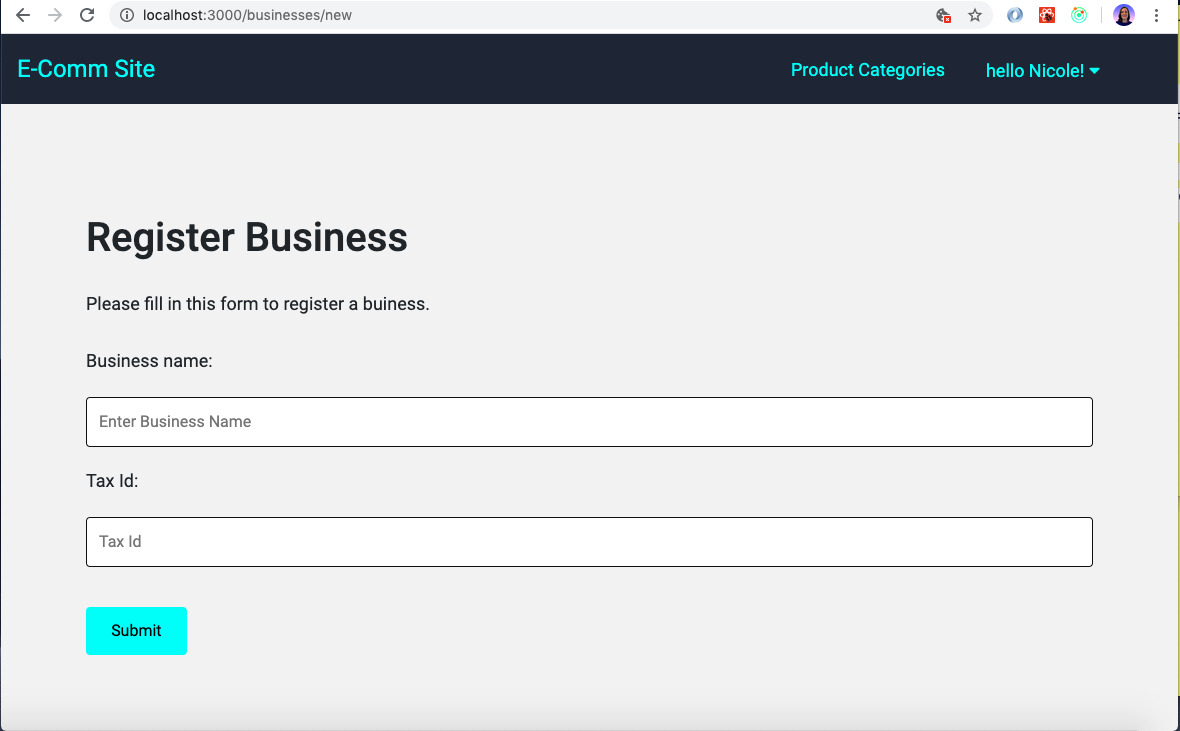 localhost:3000/businesses/new
E-Comm Site
Product Categories
hello Nicole!
Register Business
Please fill in this form to register a buiness.
Business name:
Enter Business Name
Tax Id:
Tax Id
Submit